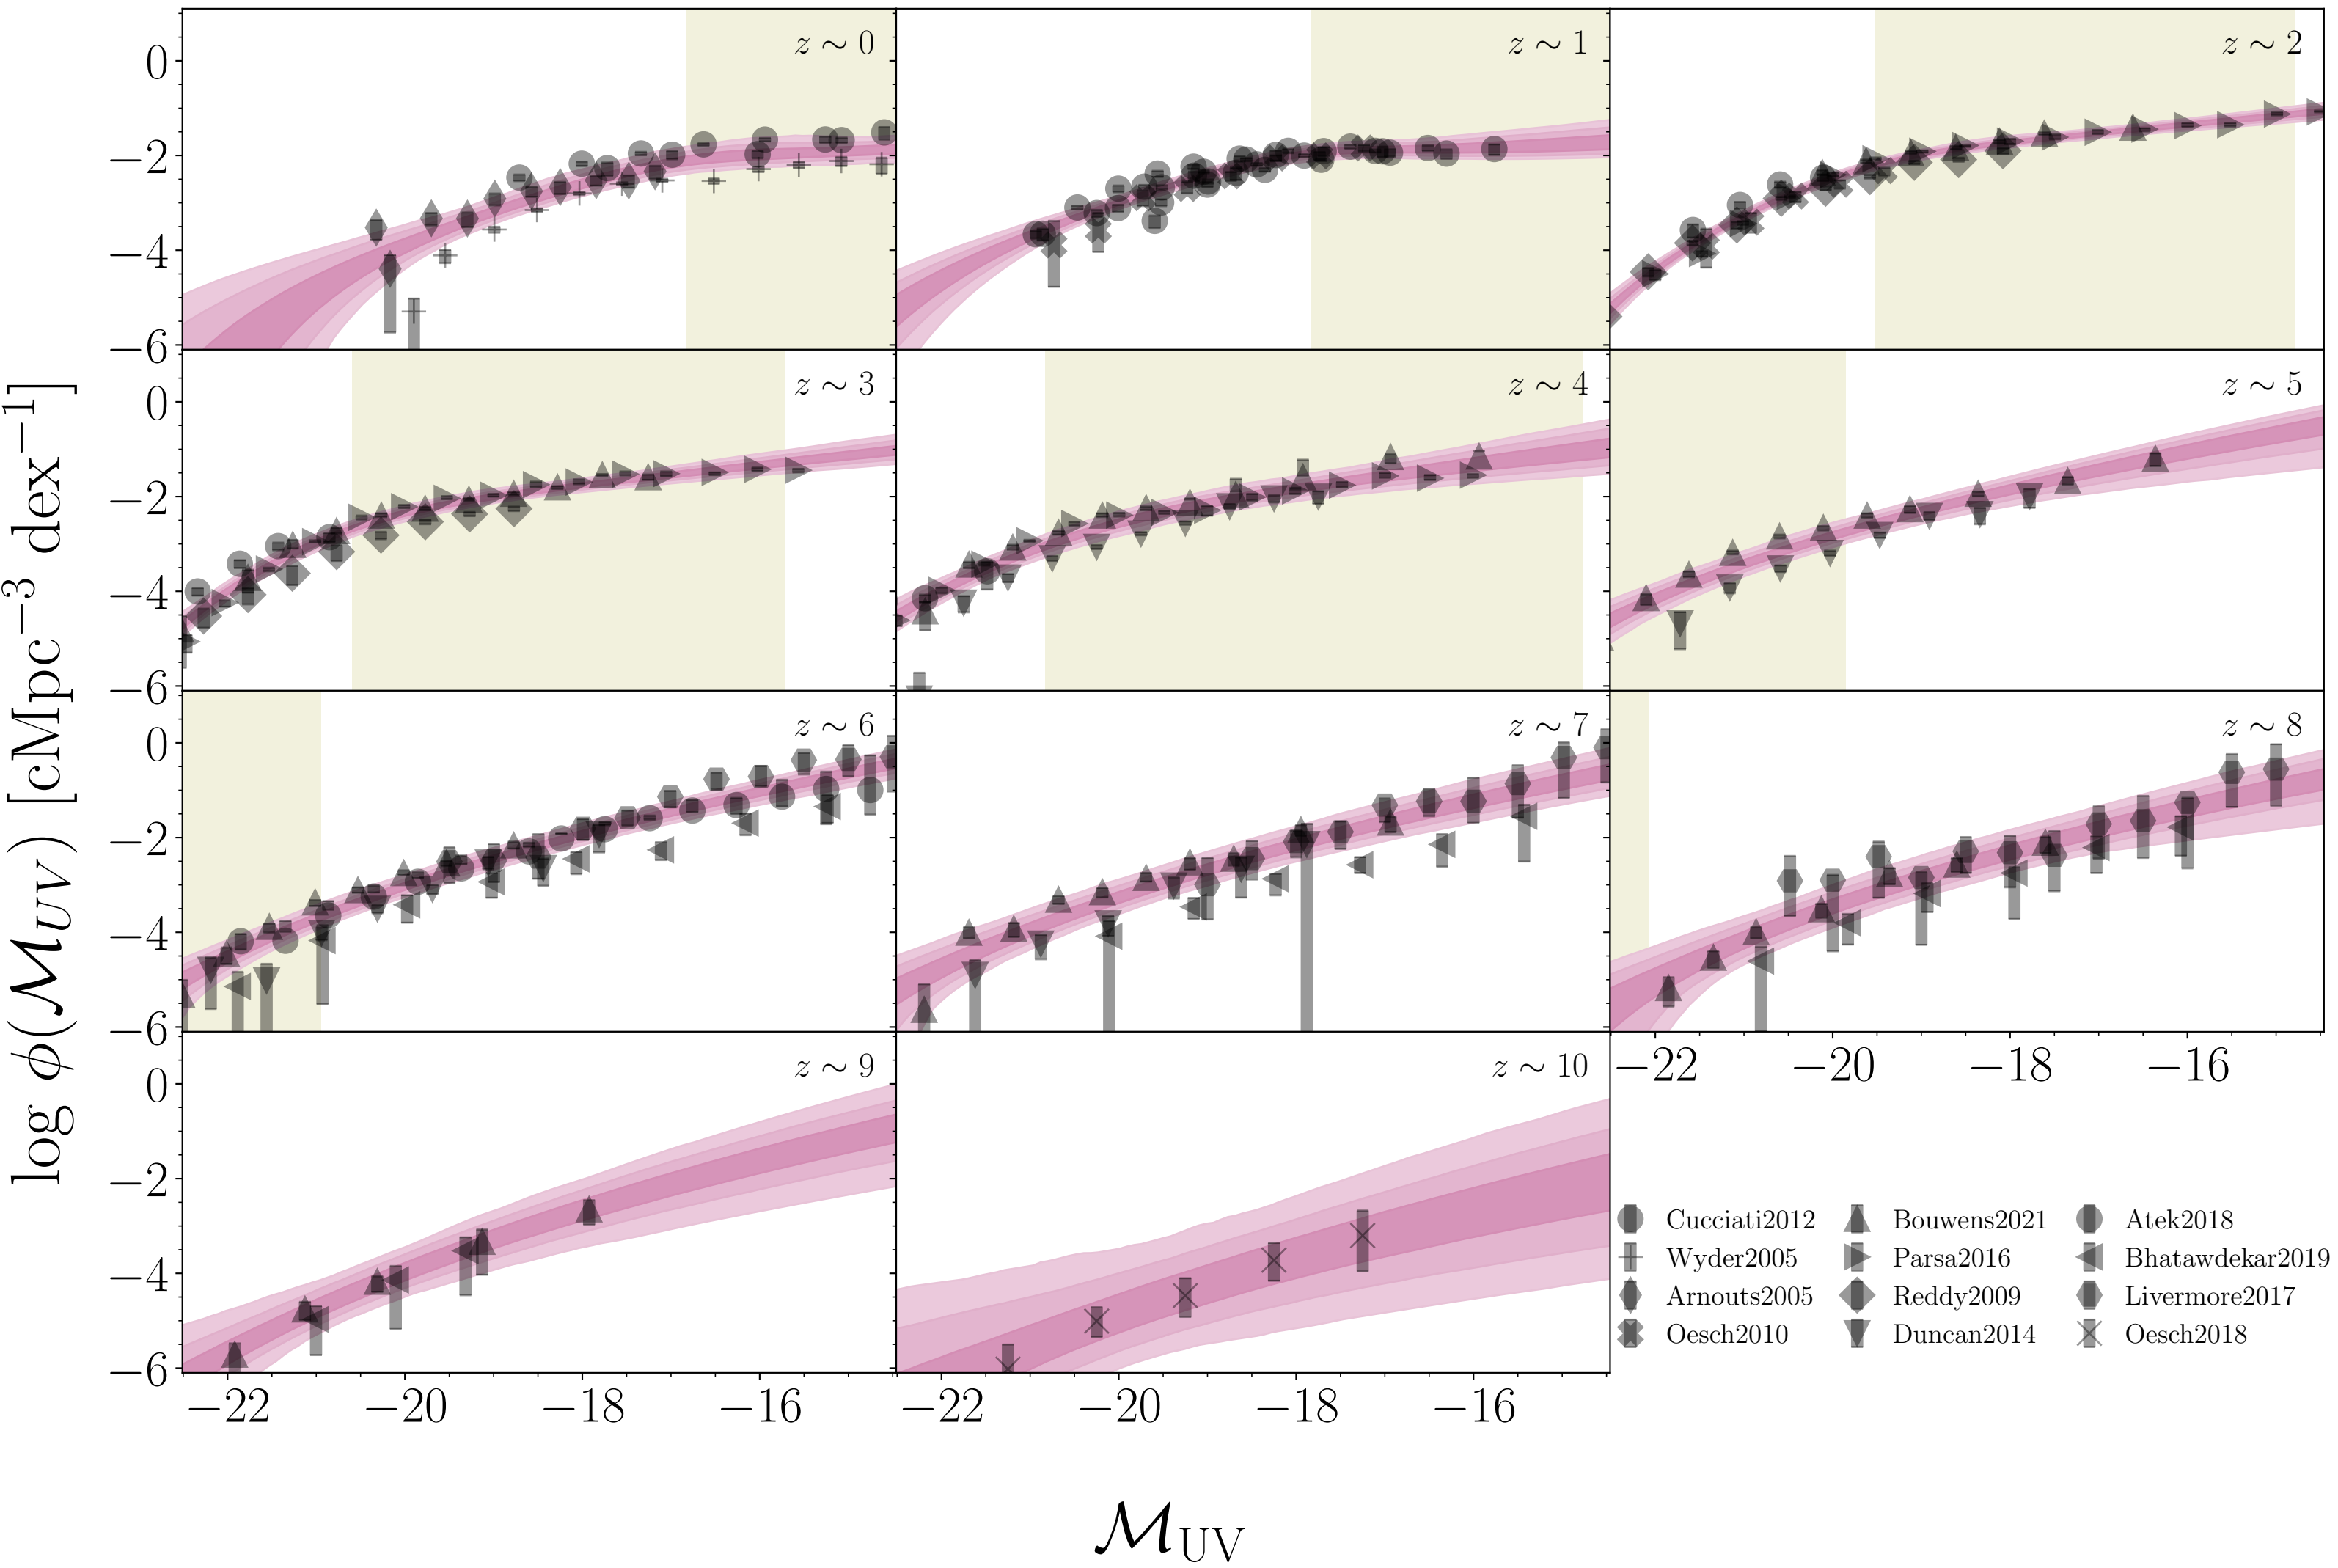 log ϕ(ℳ_UV) [cMpc⁻³ dex⁻¹]
z ∼ 0
z ∼ 1
z ∼ 2
0
−2
−4
−6
z ∼ 3
z ∼ 4
z ∼ 5
0
−2
−4
−6
z ∼ 6
z ∼ 7
z ∼ 8
0
−2
−4
−6
−22 −20 −18 −16
z ∼ 9
z ∼ 10
0
−2
−4
−6
−22 −20 −18 −16
−22 −20 −18 −16
Cucciati2012
Wyder2005
Arnouts2005
Oesch2010
Bouwens2021
Parsa2016
Reddy2009
Duncan2014
Atek2018
Bhatawdekar2019
Livermore2017
Oesch2018
ℳ_UV